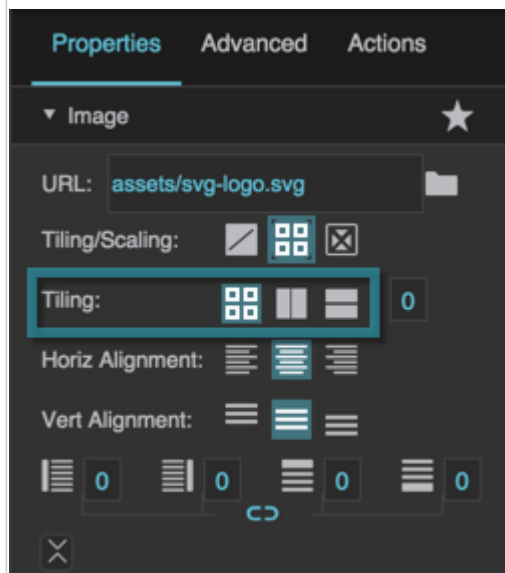 Properties Advanced Actions
Image
URL: assets/svg-logo.svg
Tiling/Scaling:
Tiling: 0
Horiz Alignment:
Vert Alignment:
0 0 0 0